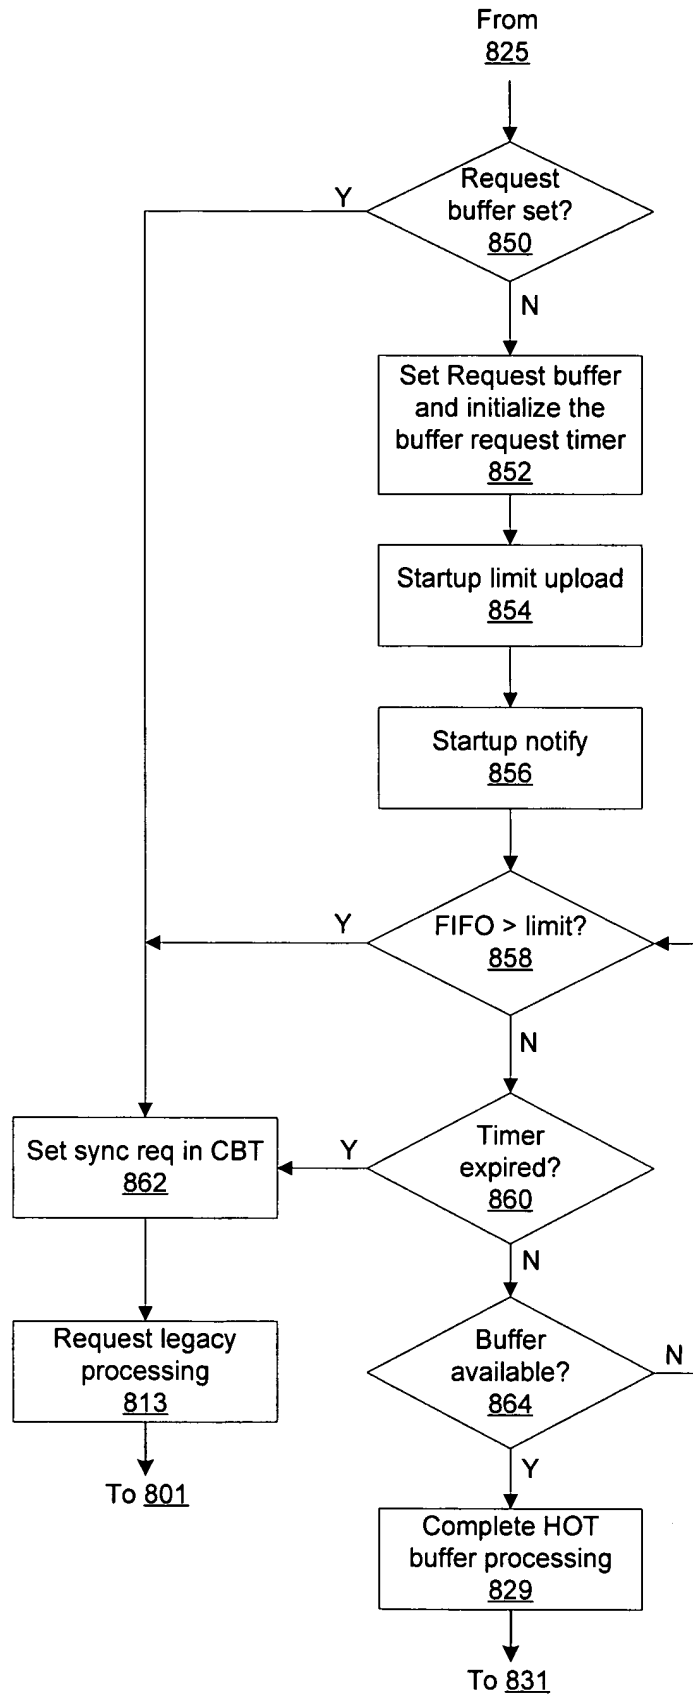 From
825
Request
buffer set?
850
Y
N
Set Request buffer
and initialize the
buffer request timer
852
Startup limit upload
854
Startup notify
856
FIFO > limit?
858
Y
N
Timer
expired?
860
Y
N
Set sync req in CBT
862
Request legacy
processing
813
To 801
Buffer
available?
864
N
Y
Complete HOT
buffer processing
829
To 831